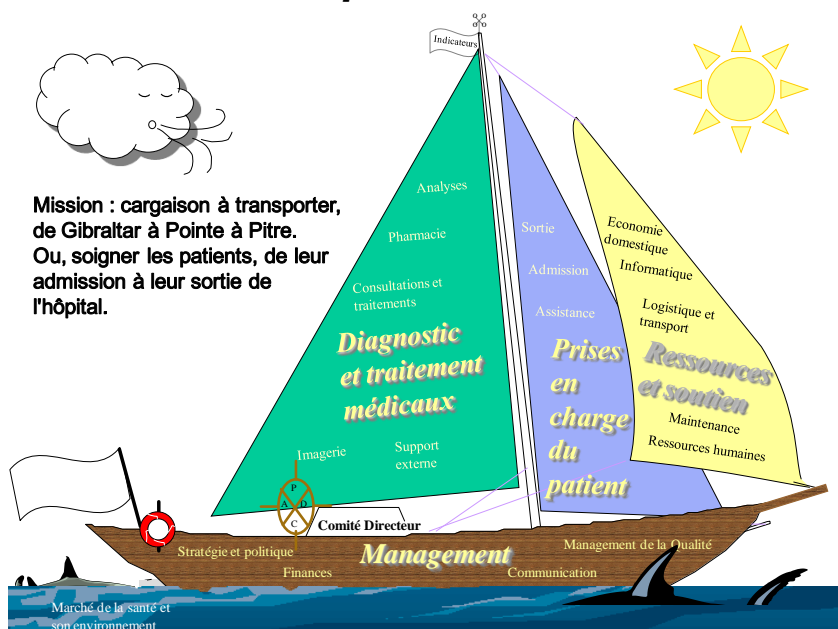 Indicateurs
Mission : cargaison à transporter,
de Gibraltar à Pointe à Pitre.
Ou, soigner les patients, de leur
admission à leur sortie de
l'hôpital.
Analyses
Pharmacie
Consultations et
traitements
Diagnostic
et traitement
médicaux
Imagerie
Support
externe
Sortie
Admission
Assistance
Prises
en
charge
du
patient
Economie
domestique
Informatique
Logistique et
transport
Ressources
et soutien
Maintenance
Ressources humaines
P
A D
C
Comité Directeur
Stratégie et politique
Management
Management de la Qualité
Finances
Communication
Marché de la santé et
son environnement